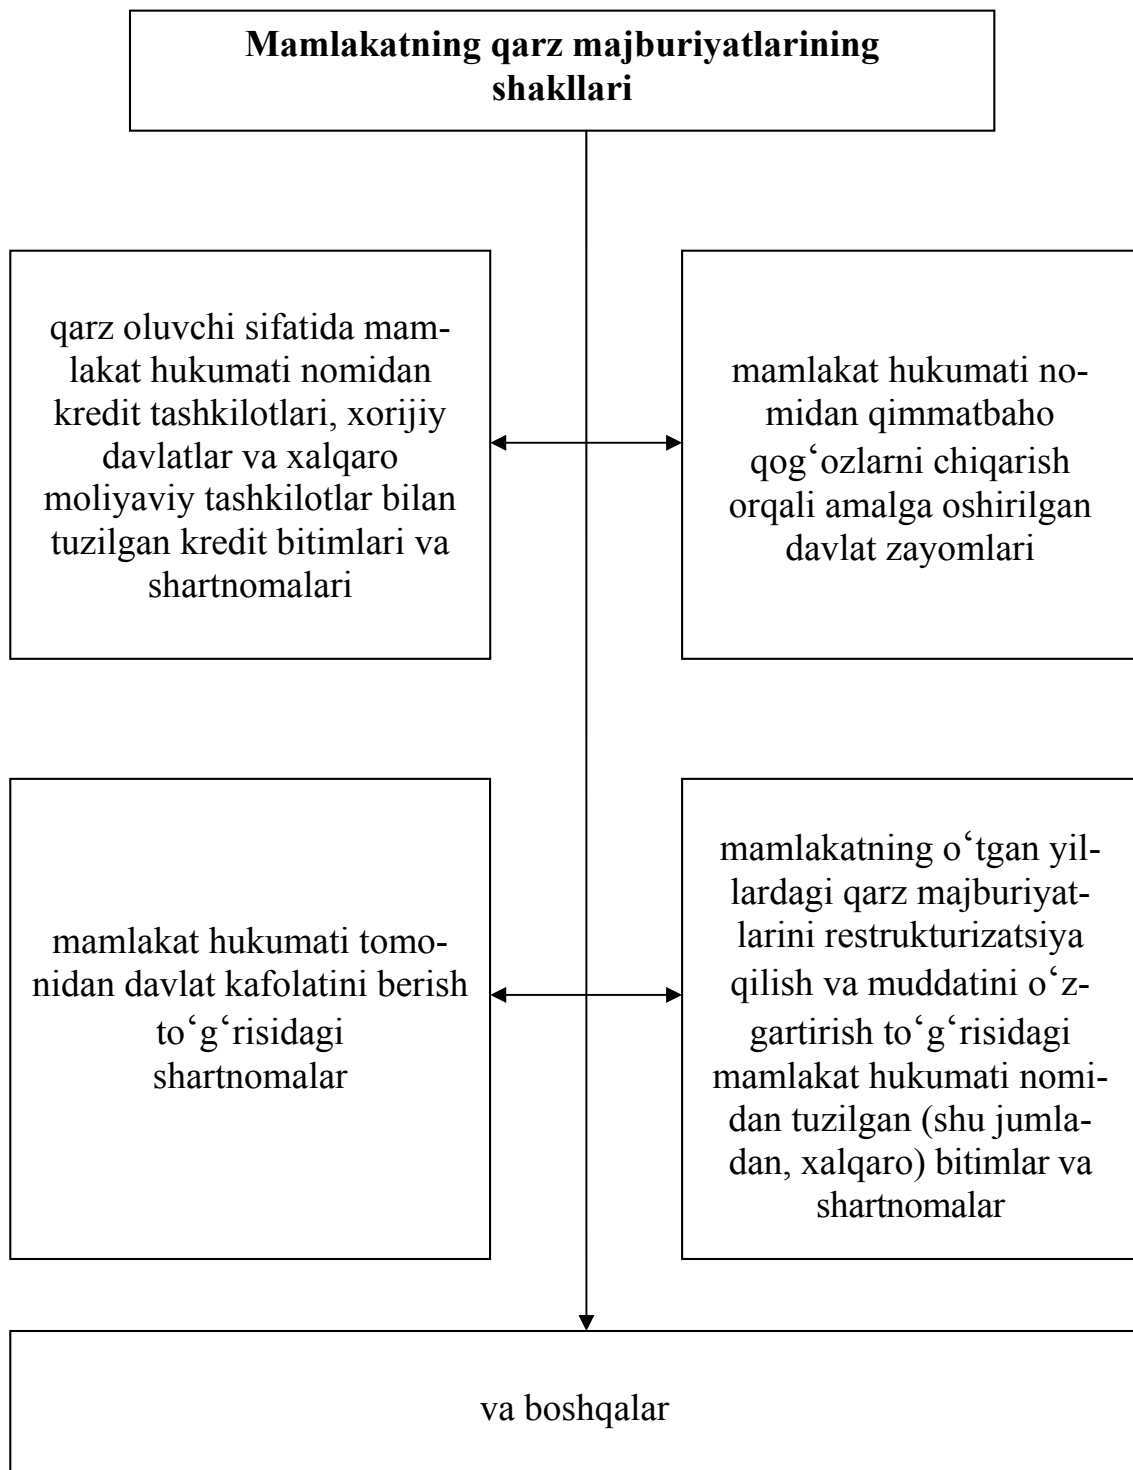 Mamlakatning qarz majburiyatlarining
shakllari
qarz oluvchi sifatida mam-
lakat hukumati nomidan
kredit tashkilotlari, xorijiy
davlatlar va xalqaro
moliyaviy tashkilotlar bilan
tuzilgan kredit bitimlari va
shartnomalari
mamlakat hukumati no-
midan qimmatbaho
qog‘ozlarni chiqarish
orqali amalga oshirilgan
davlat zayomlari
mamlakat hukumati tomo-
nidan davlat kafolatini berish
to‘g‘risidagi
shartnomalar
mamlakatning o‘tgan yil-
lardagi qarz majburiyat-
larini restrukturizatsiya
qilish va muddatini o‘z-
gartirish to‘g‘risidagi
mamlakat hukumati nomi-
dan tuzilgan (shu jumla-
dan, xalqaro) bitimlar va
shartnomalar
va boshqalar